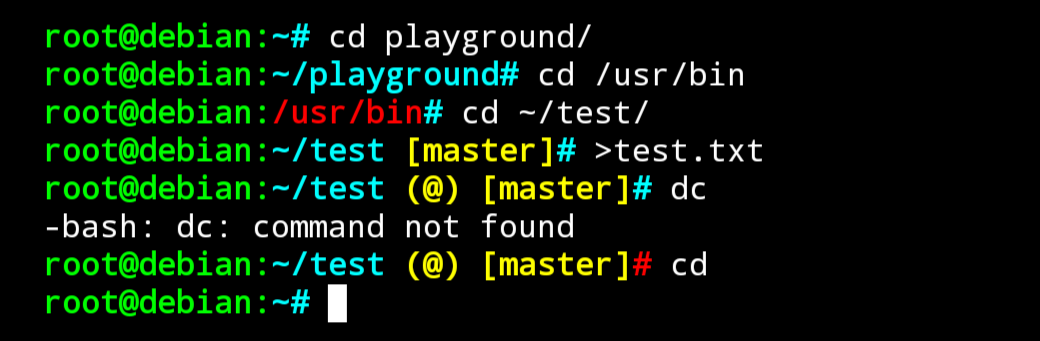 root@debian:~# cd playground/
root@debian:~/playground# cd /usr/bin
root@debian:/usr/bin# cd ~/test/
root@debian:~/test [master]# >test.txt
root@debian:~/test (@) [master]# dc
-bash: dc: command not found
root@debian:~/test (@) [master]# cd
root@debian:~#